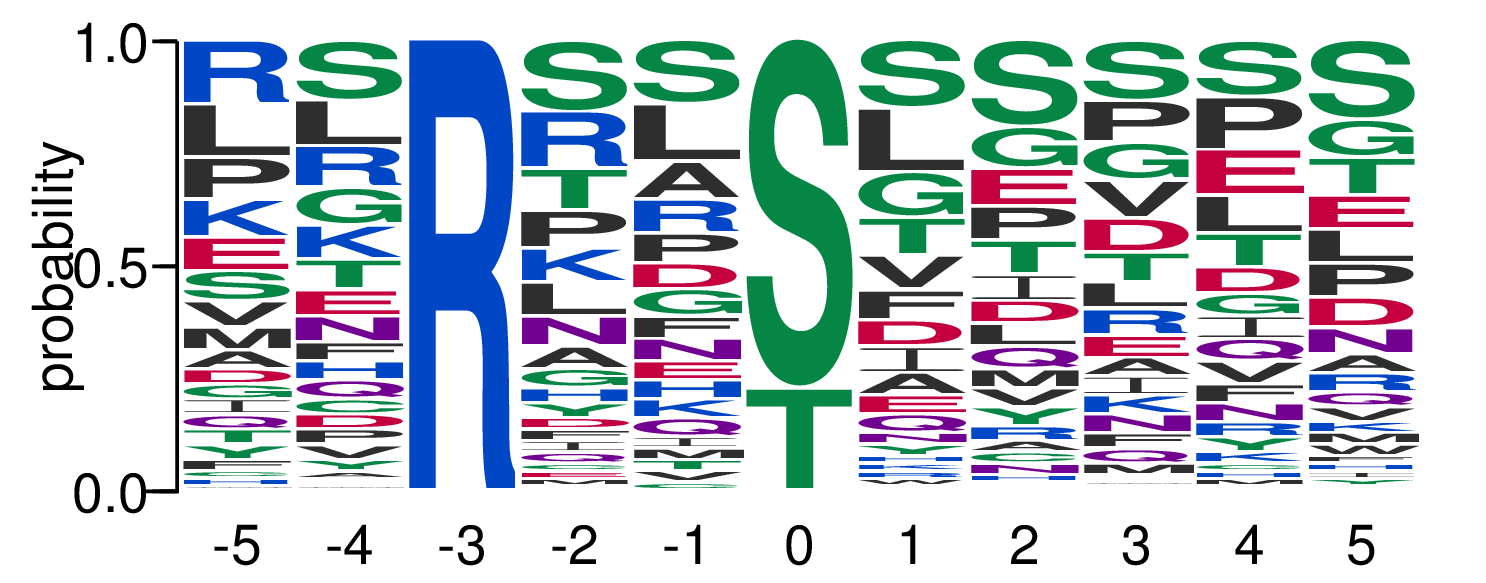 probability
1.0
0.5
0.0
R L P K E S V M A D G I Q T Y F C H
S L R G K T E N F H Q C D P V Y A
R
S R T P K L N A G H Y D F I Q C E M
S L A R P D G F N E H K Q I M T V C
S T
S L G T V F D I A E Q N Y H K C R W
S G E P T I D L Q M V Y R A C N H
S P G V D T L R E A I K F Q M
S P E L T D G I Q V F N R Y K C M
S G T E L P D N A R Q V K M F H I Y
-5 -4 -3 -2 -1 0 1 2 3 4 5